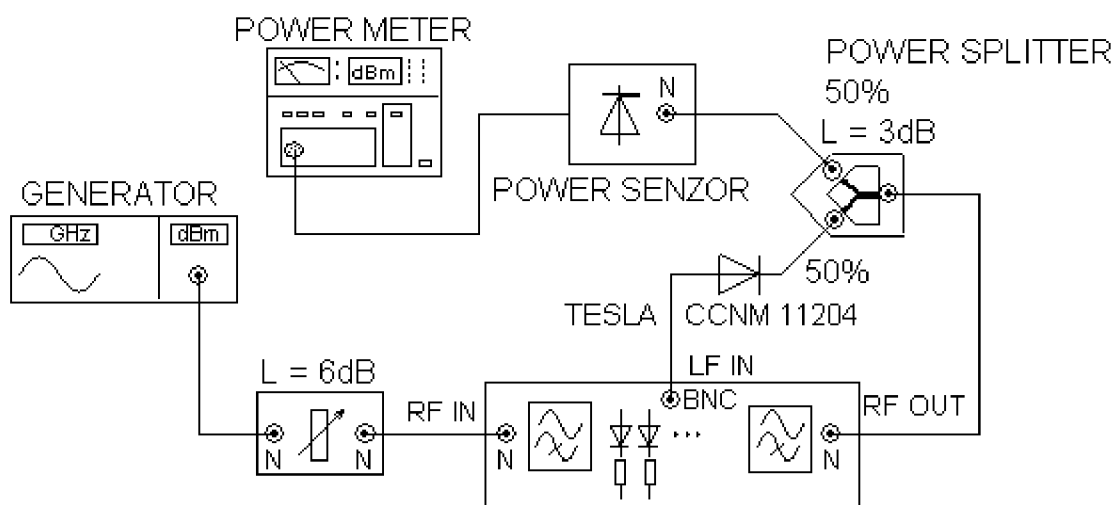 POWER METER
dBm
POWER SPLITTER
50%
L = 3dB
N
POWER SENZOR
GENERATOR
GHz
dBm
50%
TESLA
CCNM 11204
L = 6dB
LF IN
RF IN
BNC
RF OUT
N
N
N
N